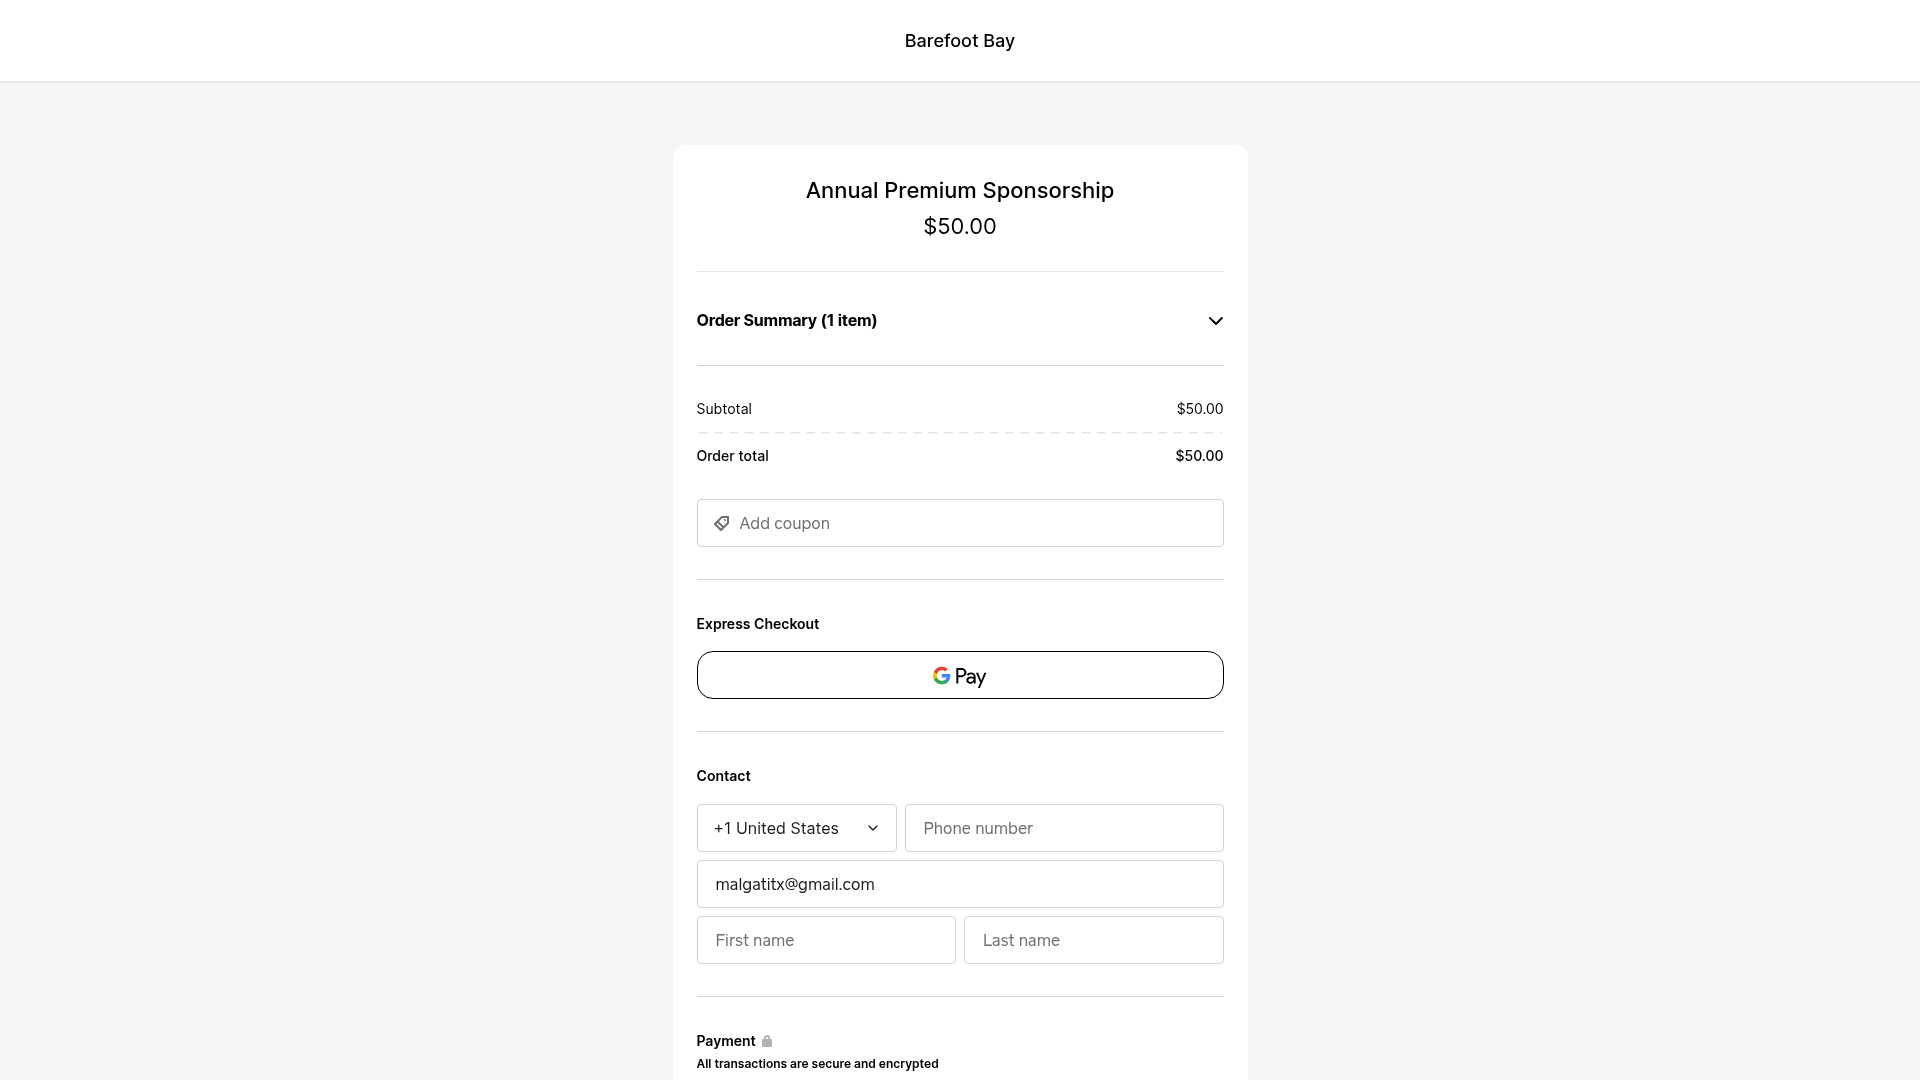 Barefoot Bay
Annual Premium Sponsorship
$50.00
Order Summary (1 item)
Subtotal $50.00
Order total $50.00
Add coupon
Express Checkout
G Pay
Contact
+1 United States Phone number
malgatitx@gmail.com
First name Last name
Payment
All transactions are secure and encrypted